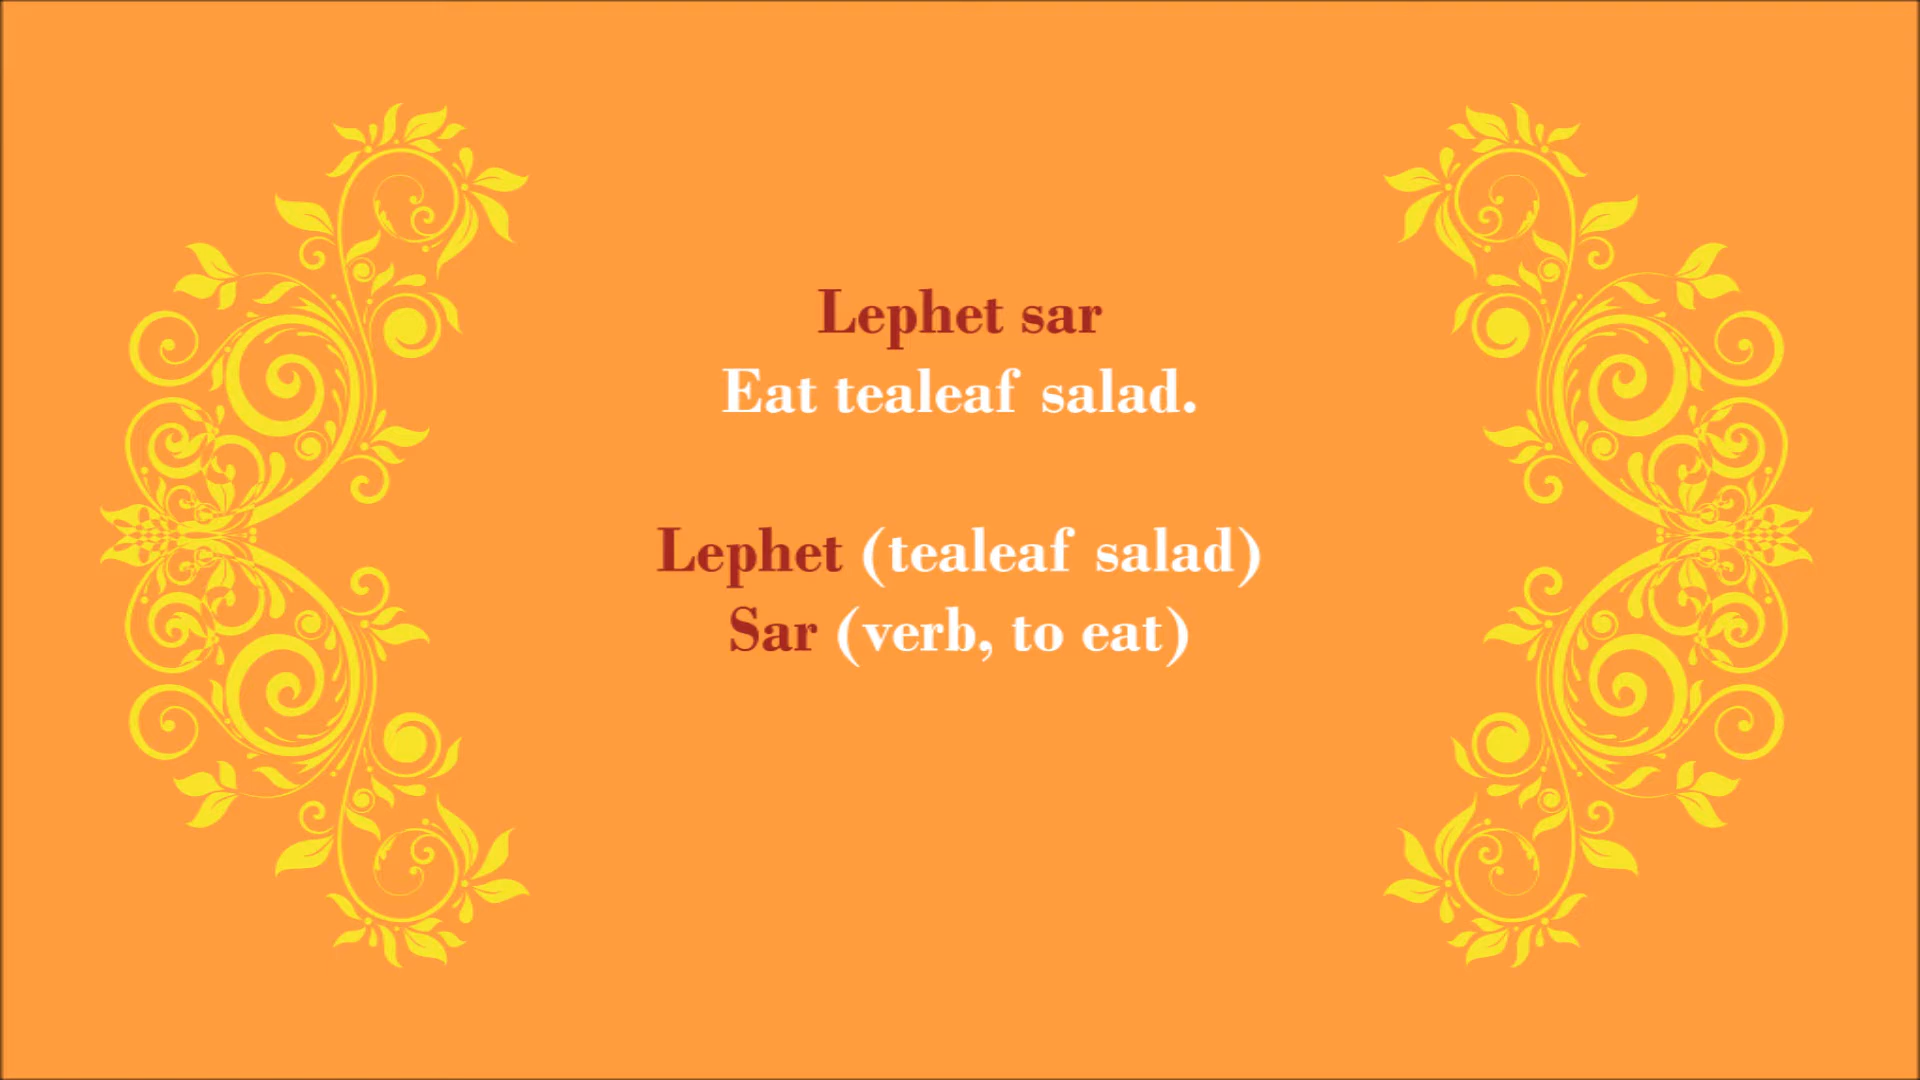 Lephet sar
Eat tealeaf salad.
Lephet (tealeaf salad)
Sar (verb, to eat)